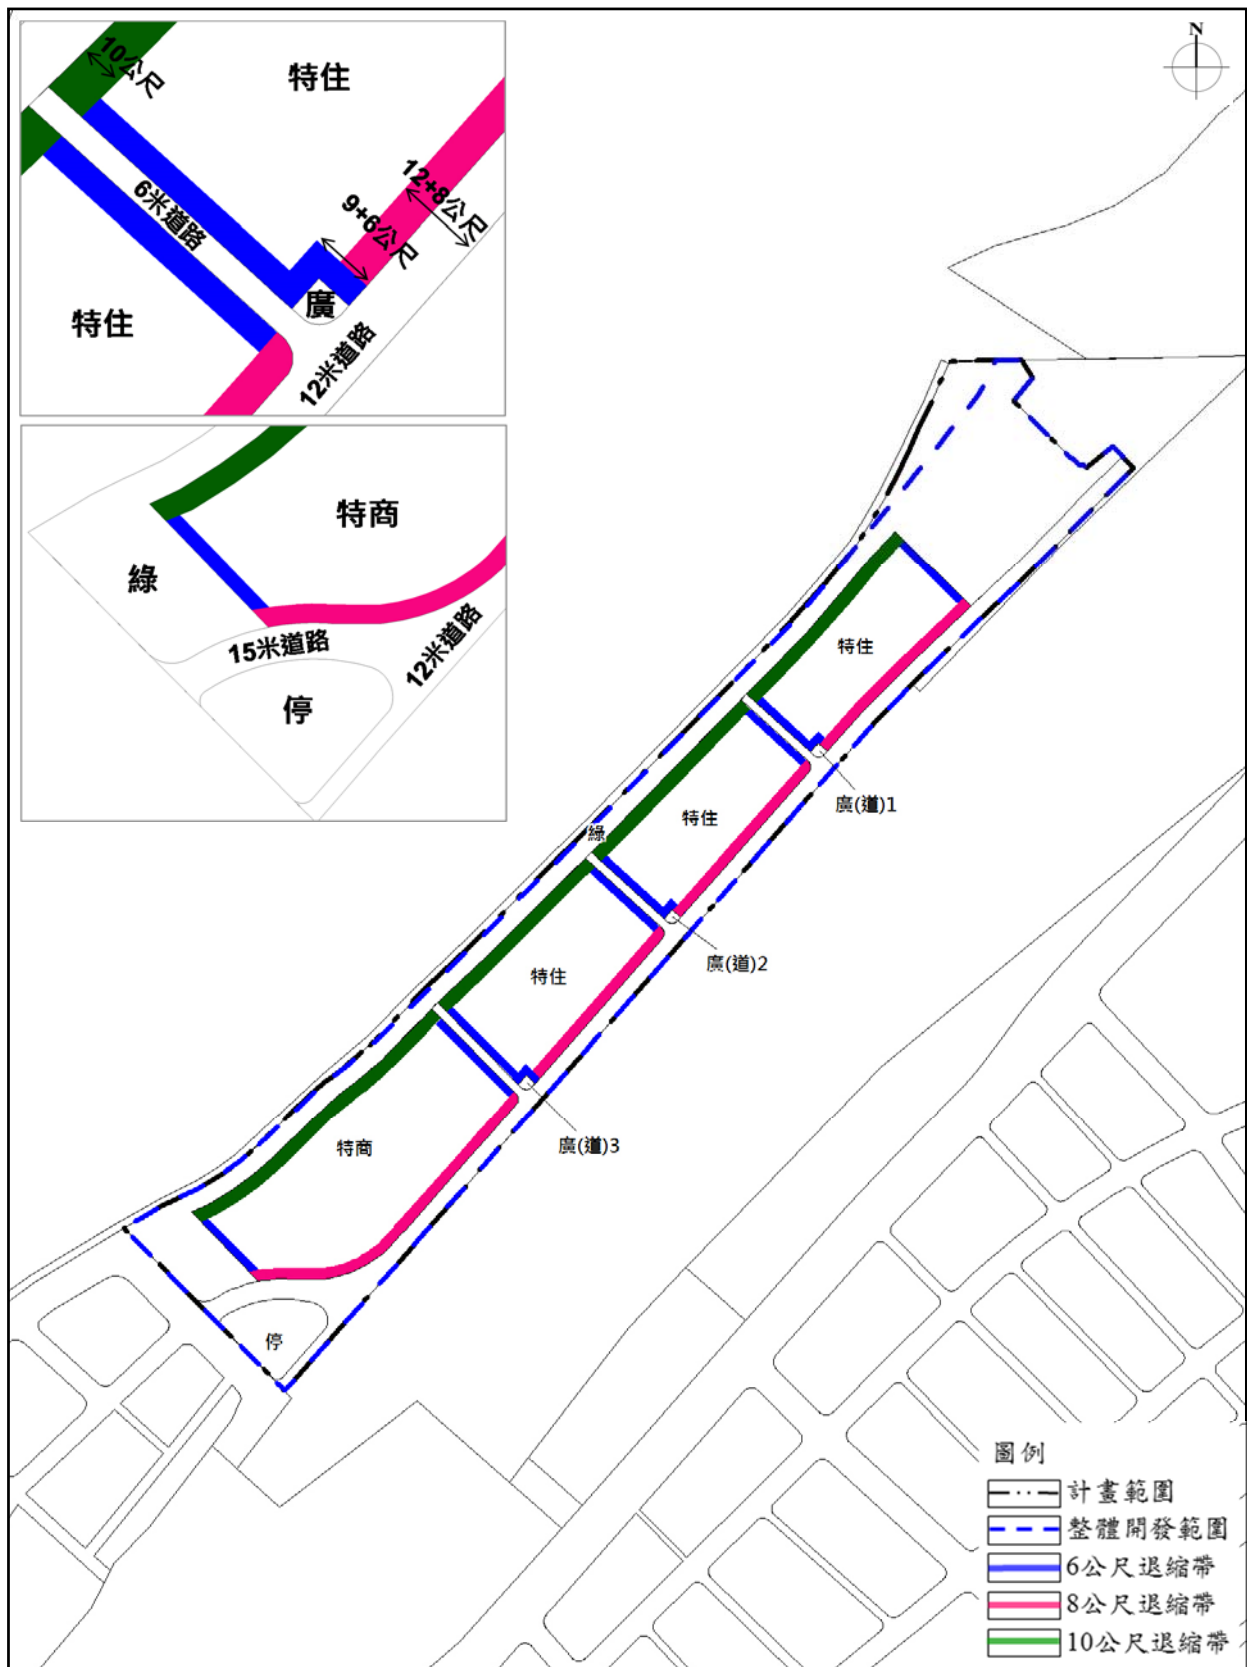 N
10公尺
特住
12+8公尺
9+6公尺
6米道路
廣
特住
12米道路
特商
綠
15米道路
12米道路
停
特住
廣(道)1
特住
綠
廣(道)2
特住
廣(道)3
特商
停
圖例
計畫範圍
整體開發範圍
6公尺退縮帶
8公尺退縮帶
10公尺退縮帶